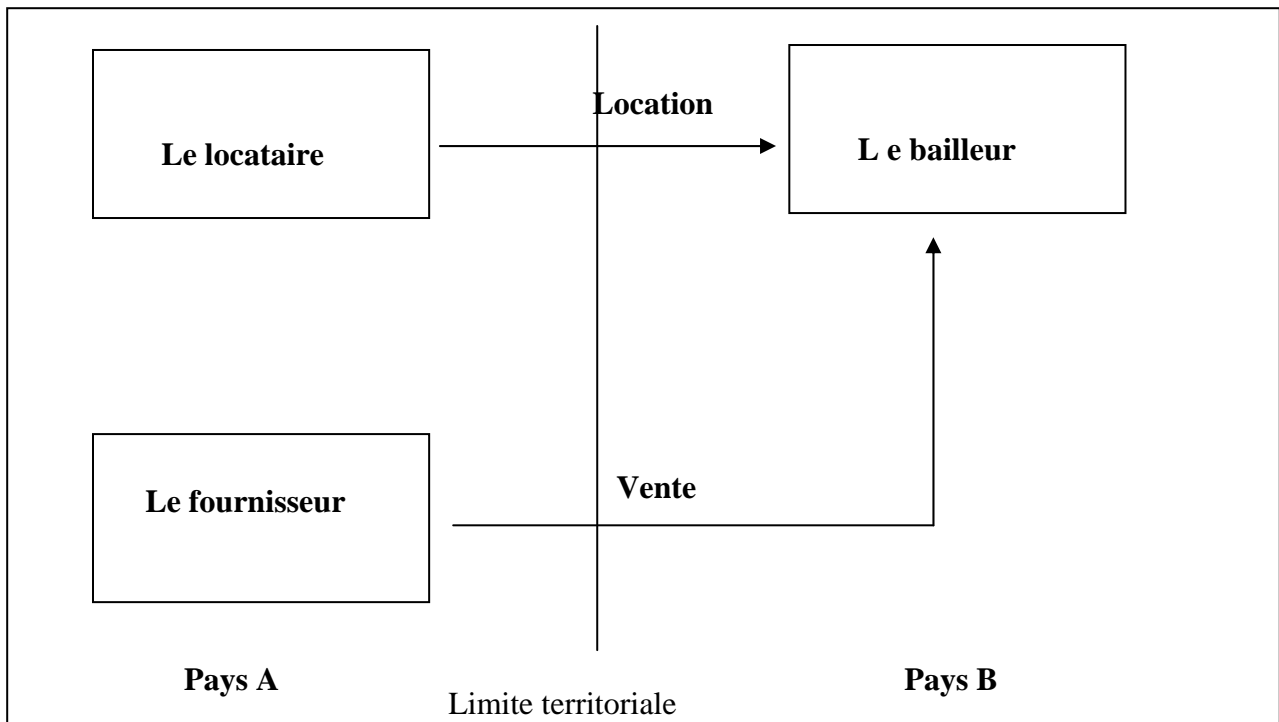 Location
Le locataire
L e bailleur
Le fournisseur
Vente
Pays A
Pays B
Limite territoriale